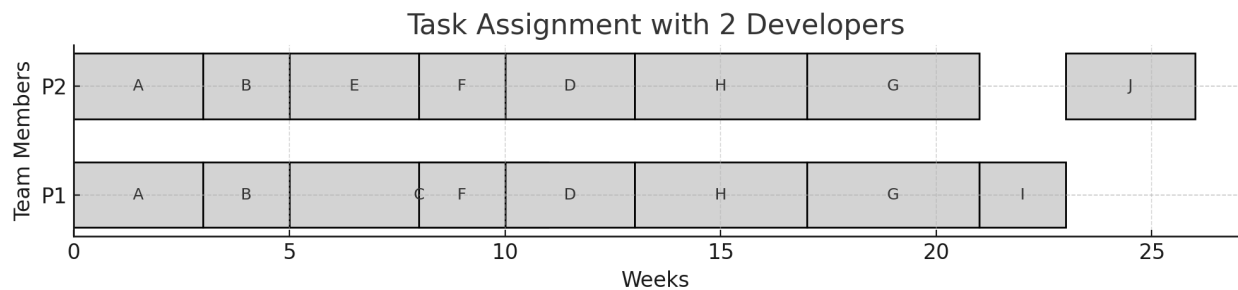 Task Assignment with 2 Developers
Team Members
P2
A B E F D H G J
P1
A B C F D H G I
0 5 10 15 20 25
Weeks